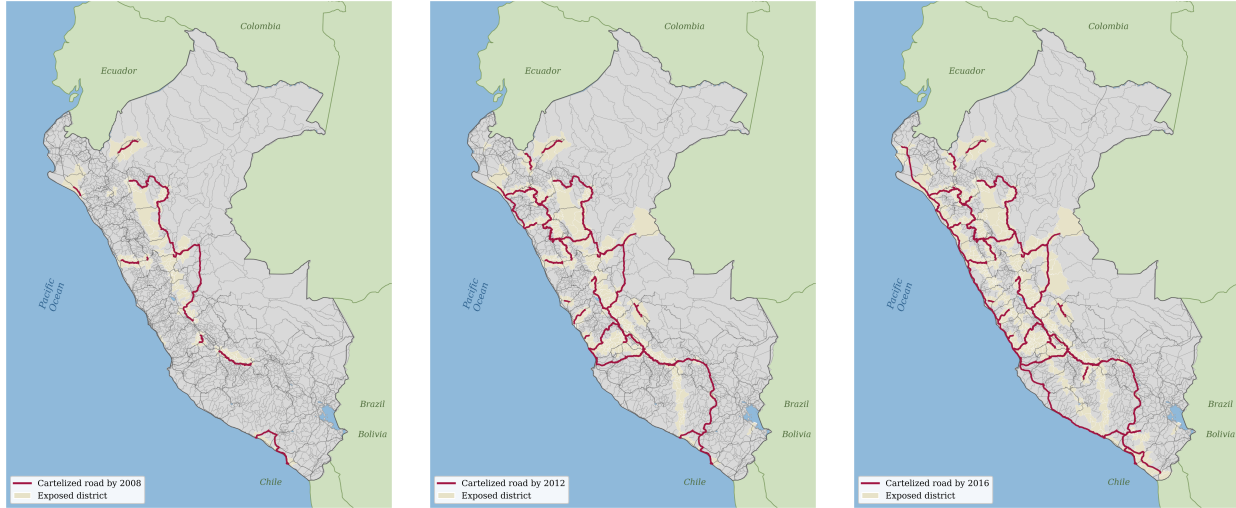 Colombia
Ecuador
Pacific
Ocean
Brazil
Bolivia
Chile
Cartelized road by 2008
Exposed district
Colombia
Ecuador
Pacific
Ocean
Brazil
Bolivia
Chile
Cartelized road by 2012
Exposed district
Colombia
Ecuador
Pacific
Ocean
Brazil
Bolivia
Chile
Cartelized road by 2016
Exposed district